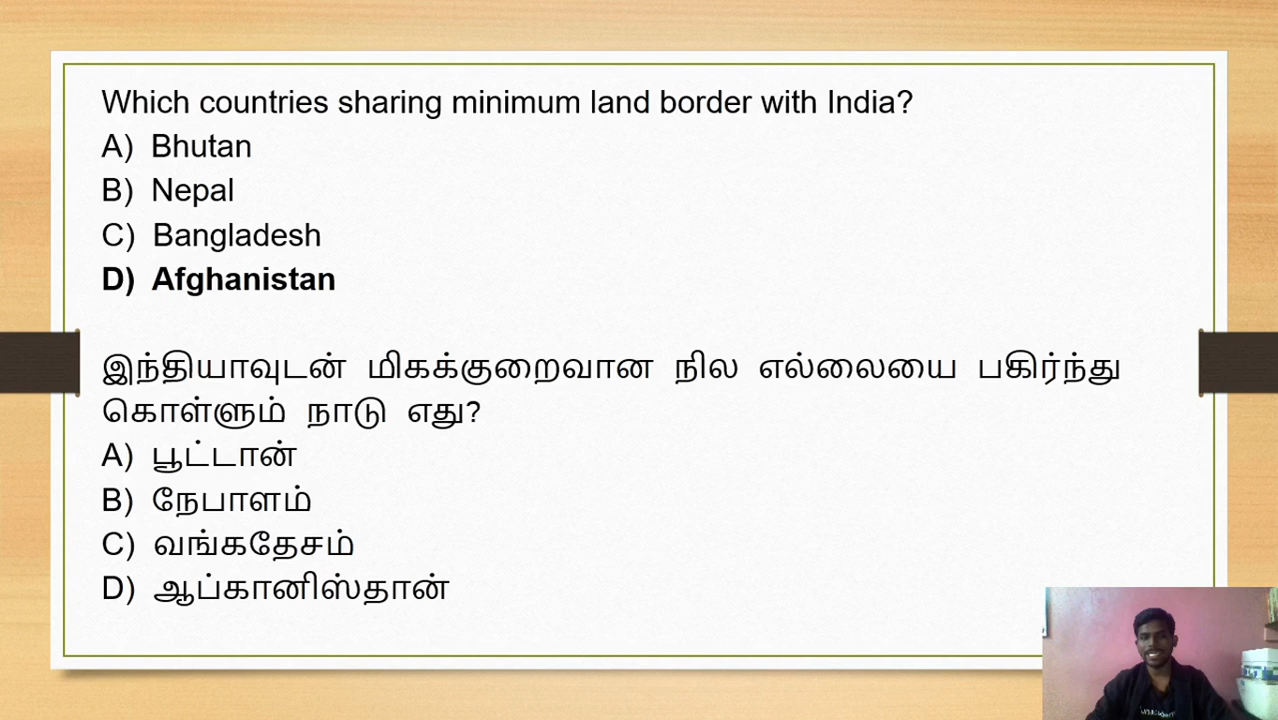 Which countries sharing minimum land border with India?
A) Bhutan
B) Nepal
C) Bangladesh
D) Afghanistan
இந்தியாவுடன் மிகக்குறைவான நில எல்லையை பகிர்ந்து
கொள்ளும் நாடு எது?
A) பூட்டான்
B) நேபாளம்
C) வங்கதேசம்
D) ஆப்கானிஸ்தான்